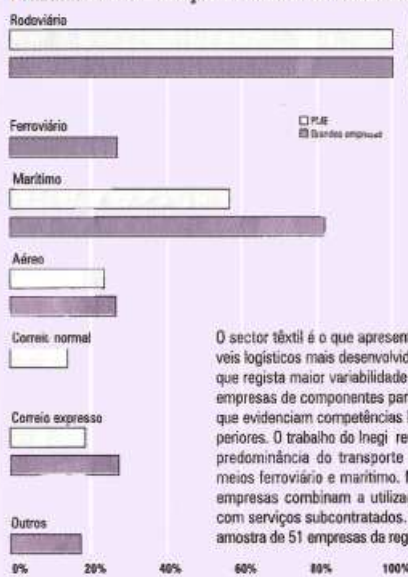 Rodoviário
PME
Grandes empresas
Ferroviário
Marítimo
Aéreo
Correio normal
Correio expresso
Outros
0% 20% 40% 60% 80% 100%
O sector têxtil é o que apresent
veis logísticos mais desenvolvid
que regista maior variabilidade
empresas de componentes par
que evidenciam competências
periores. O trabalho do Inegi re
predominância do transporte
meios ferroviário e marítimo.
empresas combinam a utiliza
com serviços subcontratados.
amostra de 51 empresas da reg